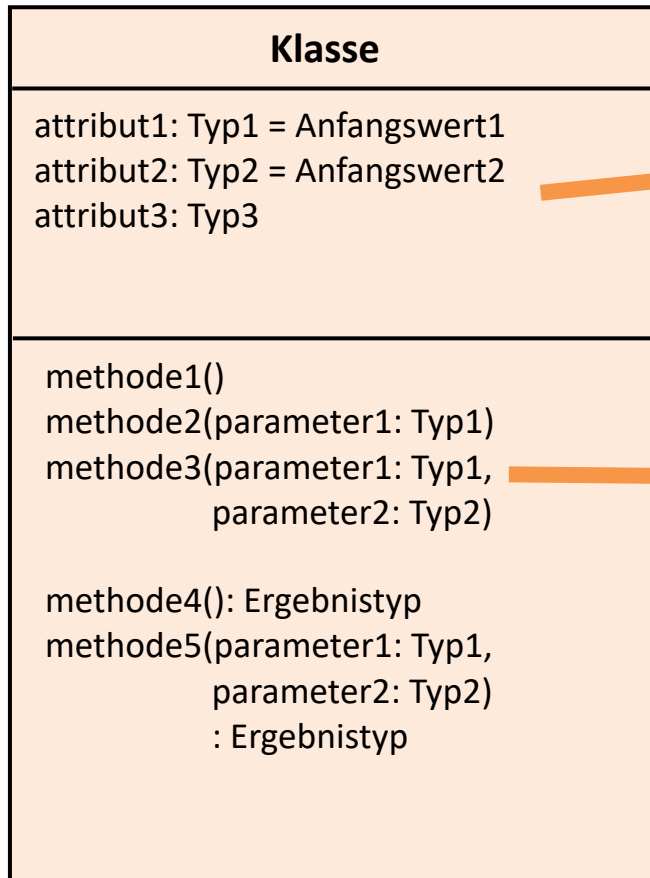 Klasse
attribut1: Typ1 = Anfangswert1
attribut2: Typ2 = Anfangswert2
attribut3: Typ3
methode1()
methode2(parameter1: Typ1)
methode3(parameter1: Typ1,
parameter2: Typ2)
methode4(): Ergebnistyp
methode5(parameter1: Typ1,
parameter2: Typ2)
: Ergebnistyp